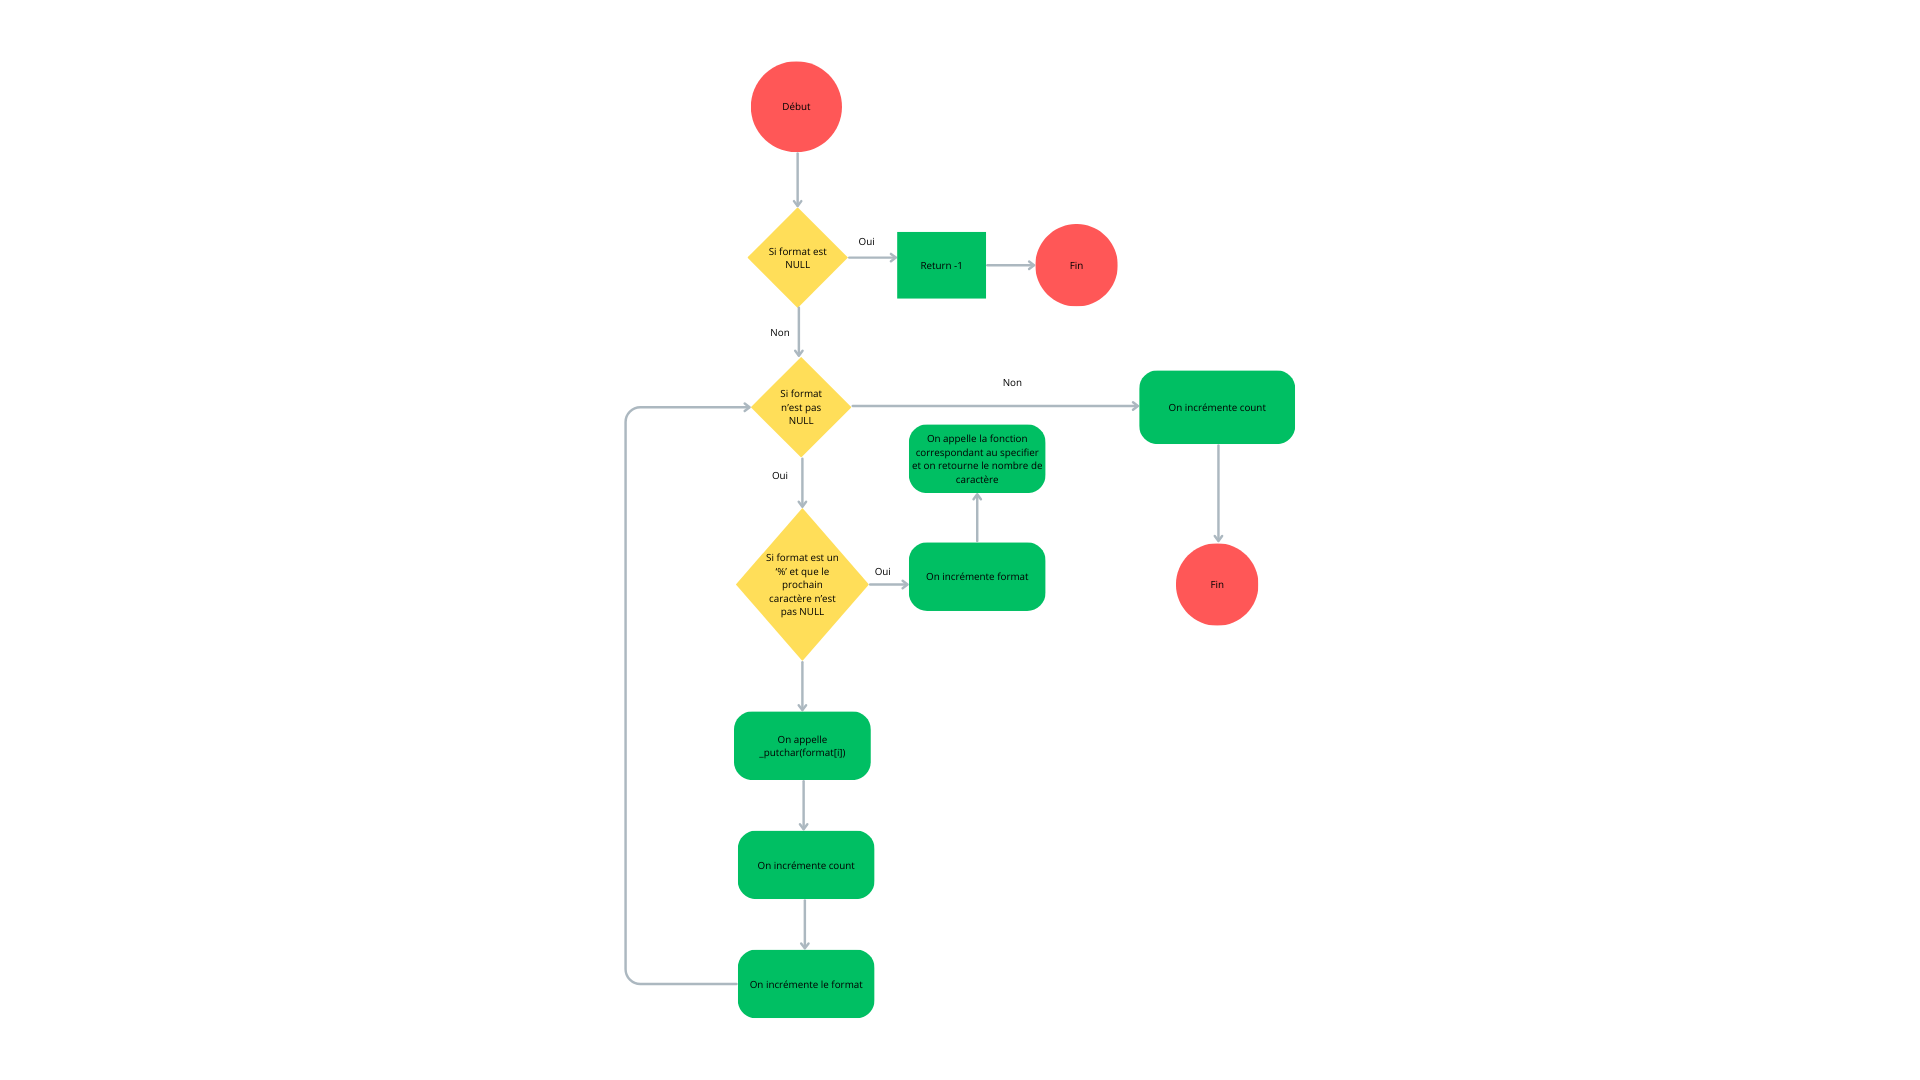 Début
Si format est
NULL
Oui
Return -1
Fin
Non
Si format
n’est pas
NULL
Non
On incrémente count
On appelle la fonction
correspondant au specifier
et on retourne le nombre de
caractère
Oui
Si format est un
‘%’ et que le
prochain
caractère n’est
pas NULL
Oui
On incrémente format
Fin
On appelle
_putchar(format[i])
On incrémente count
On incrémente le format